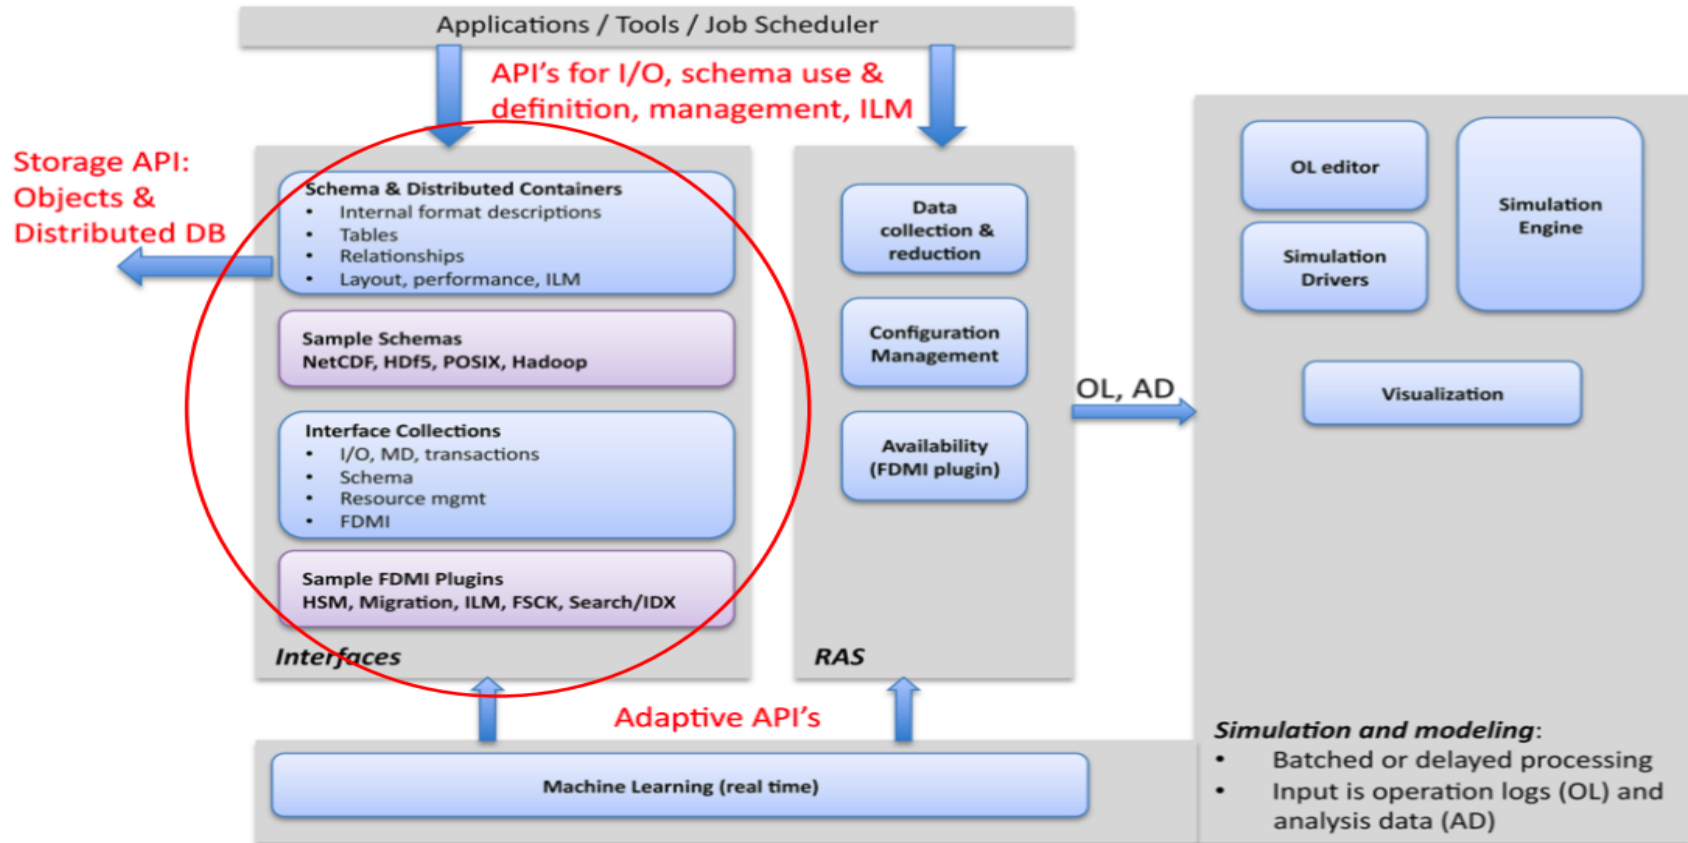 Applications / Tools / Job Scheduler
API's for I/O, schema use &
definition, management, ILM
Storage API:
Objects &
Distributed DB
Schema & Distributed Containers
• Internal format descriptions
• Tables
• Relationships
• Layout, performance, ILM
Sample Schemas
NetCDF, HDf5, POSIX, Hadoop
Interface Collections
• I/O, MD, transactions
• Schema
• Resource mgmt
• FDMI
Sample FDMI Plugins
HSM, Migration, ILM, FSCK, Search/IDX
Interfaces
Data
collection &
reduction
Configuration
Management
Availability
(FDMI plugin)
RAS
OL, AD
OL editor
Simulation
Drivers
Simulation
Engine
Visualization
Adaptive API's
Machine Learning (real time)
Simulation and modeling:
• Batched or delayed processing
• Input is operation logs (OL) and
analysis data (AD)